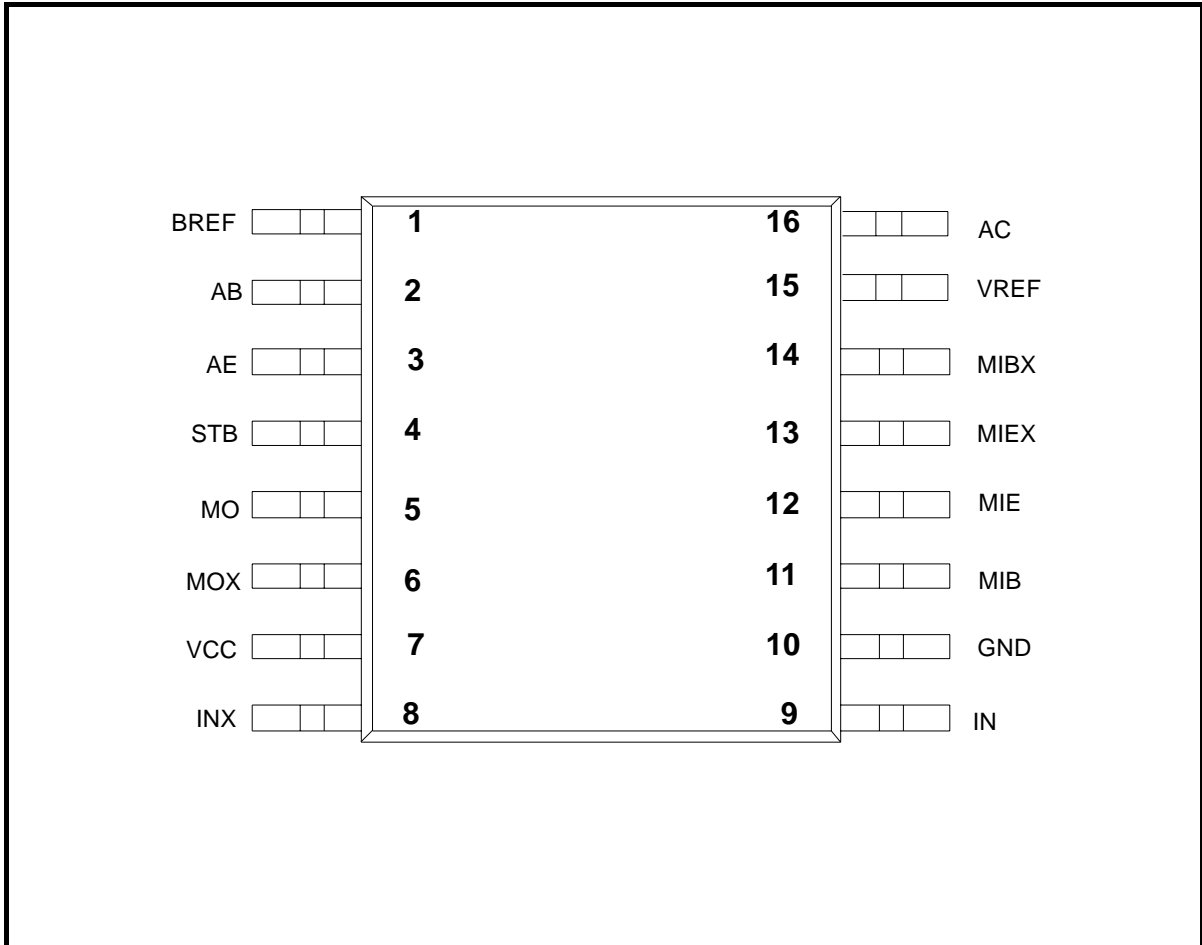 BREF 1 16 AC
AB 2 15 VREF
AE 3 14 MIBX
STB 4 13 MIEX
MO 5 12 MIE
MOX 6 11 MIB
VCC 7 10 GND
INX 8 9 IN